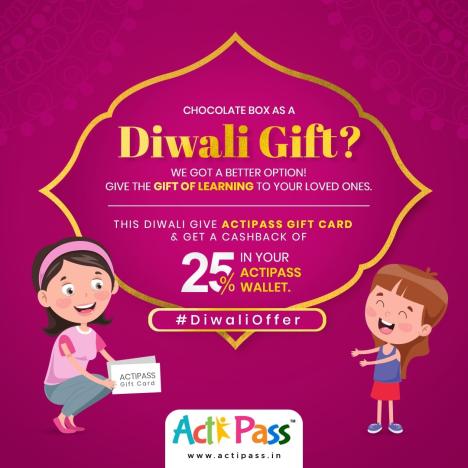 CHOCOLATE BOX AS A
Diwali Gift?
WE GOT A BETTER OPTION!
GIVE THE GIFT OF LEARNING TO YOUR LOVED ONES.
THIS DIWALI GIVE ACTIPASS GIFT CARD
& GET A CASHBACK OF
25% IN YOUR
ACTIPASS
WALLET.
#DiwaliOffer
ACTIPASS
Gift Card
ActiPass™
www.actipass.in